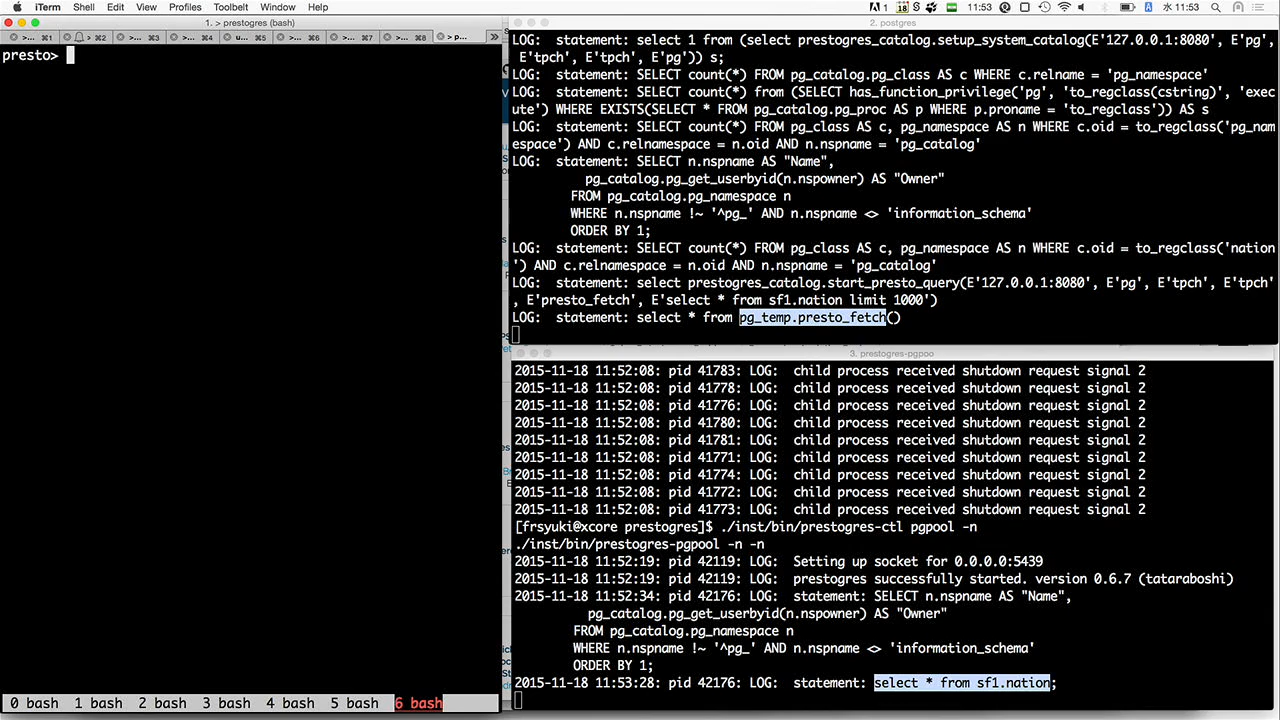 iTerm Shell Edit View Profiles Toolbelt Window Help
1 18 S 11:53 水 11:53
1. > prestogres (bash)
>... ⌘1 >... ⌘2 >... ⌘3 >... ⌘4 u... ⌘5 >... ⌘6 >... ⌘7 >... ⌘8 > p...
presto>
0 bash 1 bash 2 bash 3 bash 4 bash 5 bash 6 bash
2. postgres
LOG:  statement: select 1 from (select prestogres_catalog.setup_system_catalog(E'127.0.0.1:8080', E'pg',
E'tpch', E'tpch', E'pg')) s;
LOG:  statement: SELECT count(*) FROM pg_catalog.pg_class AS c WHERE c.relname = 'pg_namespace'
LOG:  statement: SELECT count(*) from (SELECT has_function_privilege('pg', 'to_regclass(cstring)', 'exec
ute') WHERE EXISTS(SELECT * FROM pg_catalog.pg_proc AS p WHERE p.proname = 'to_regclass')) AS s
LOG:  statement: SELECT count(*) FROM pg_class AS c, pg_namespace AS n WHERE c.oid = to_regclass('pg_nam
espace') AND c.relnamespace = n.oid AND n.nspname = 'pg_catalog'
LOG:  statement: SELECT n.nspname AS "Name",
pg_catalog.pg_get_userbyid(n.nspowner) AS "Owner"
FROM pg_catalog.pg_namespace n
WHERE n.nspname !~ '^pg_' AND n.nspname <> 'information_schema'
ORDER BY 1;
LOG:  statement: SELECT count(*) FROM pg_class AS c, pg_namespace AS n WHERE c.oid = to_regclass('nation
') AND c.relnamespace = n.oid AND n.nspname = 'pg_catalog'
LOG:  statement: select prestogres_catalog.start_presto_query(E'127.0.0.1:8080', E'pg', E'tpch', E'tpch'
, E'presto_fetch', E'select * from sf1.nation limit 1000')
LOG:  statement: select * from pg_temp.presto_fetch()
3. prestogres-pgpoo
2015-11-18 11:52:08: pid 41783: LOG:  child process received shutdown request signal 2
2015-11-18 11:52:08: pid 41778: LOG:  child process received shutdown request signal 2
2015-11-18 11:52:08: pid 41776: LOG:  child process received shutdown request signal 2
2015-11-18 11:52:08: pid 41780: LOG:  child process received shutdown request signal 2
2015-11-18 11:52:08: pid 41781: LOG:  child process received shutdown request signal 2
2015-11-18 11:52:08: pid 41771: LOG:  child process received shutdown request signal 2
2015-11-18 11:52:08: pid 41774: LOG:  child process received shutdown request signal 2
2015-11-18 11:52:08: pid 41772: LOG:  child process received shutdown request signal 2
2015-11-18 11:52:08: pid 41773: LOG:  child process received shutdown request signal 2
[frsyuki@xcore prestogres]$ ./inst/bin/prestogres-ctl pgpool -n
./inst/bin/prestogres-pgpool -n -n
2015-11-18 11:52:19: pid 42119: LOG:  Setting up socket for 0.0.0.0:5439
2015-11-18 11:52:19: pid 42119: LOG:  prestogres successfully started. version 0.6.7 (tataraboshi)
2015-11-18 11:52:34: pid 42176: LOG:  statement: SELECT n.nspname AS "Name",
pg_catalog.pg_get_userbyid(n.nspowner) AS "Owner"
FROM pg_catalog.pg_namespace n
WHERE n.nspname !~ '^pg_' AND n.nspname <> 'information_schema'
ORDER BY 1;
2015-11-18 11:53:28: pid 42176: LOG:  statement: select * from sf1.nation;